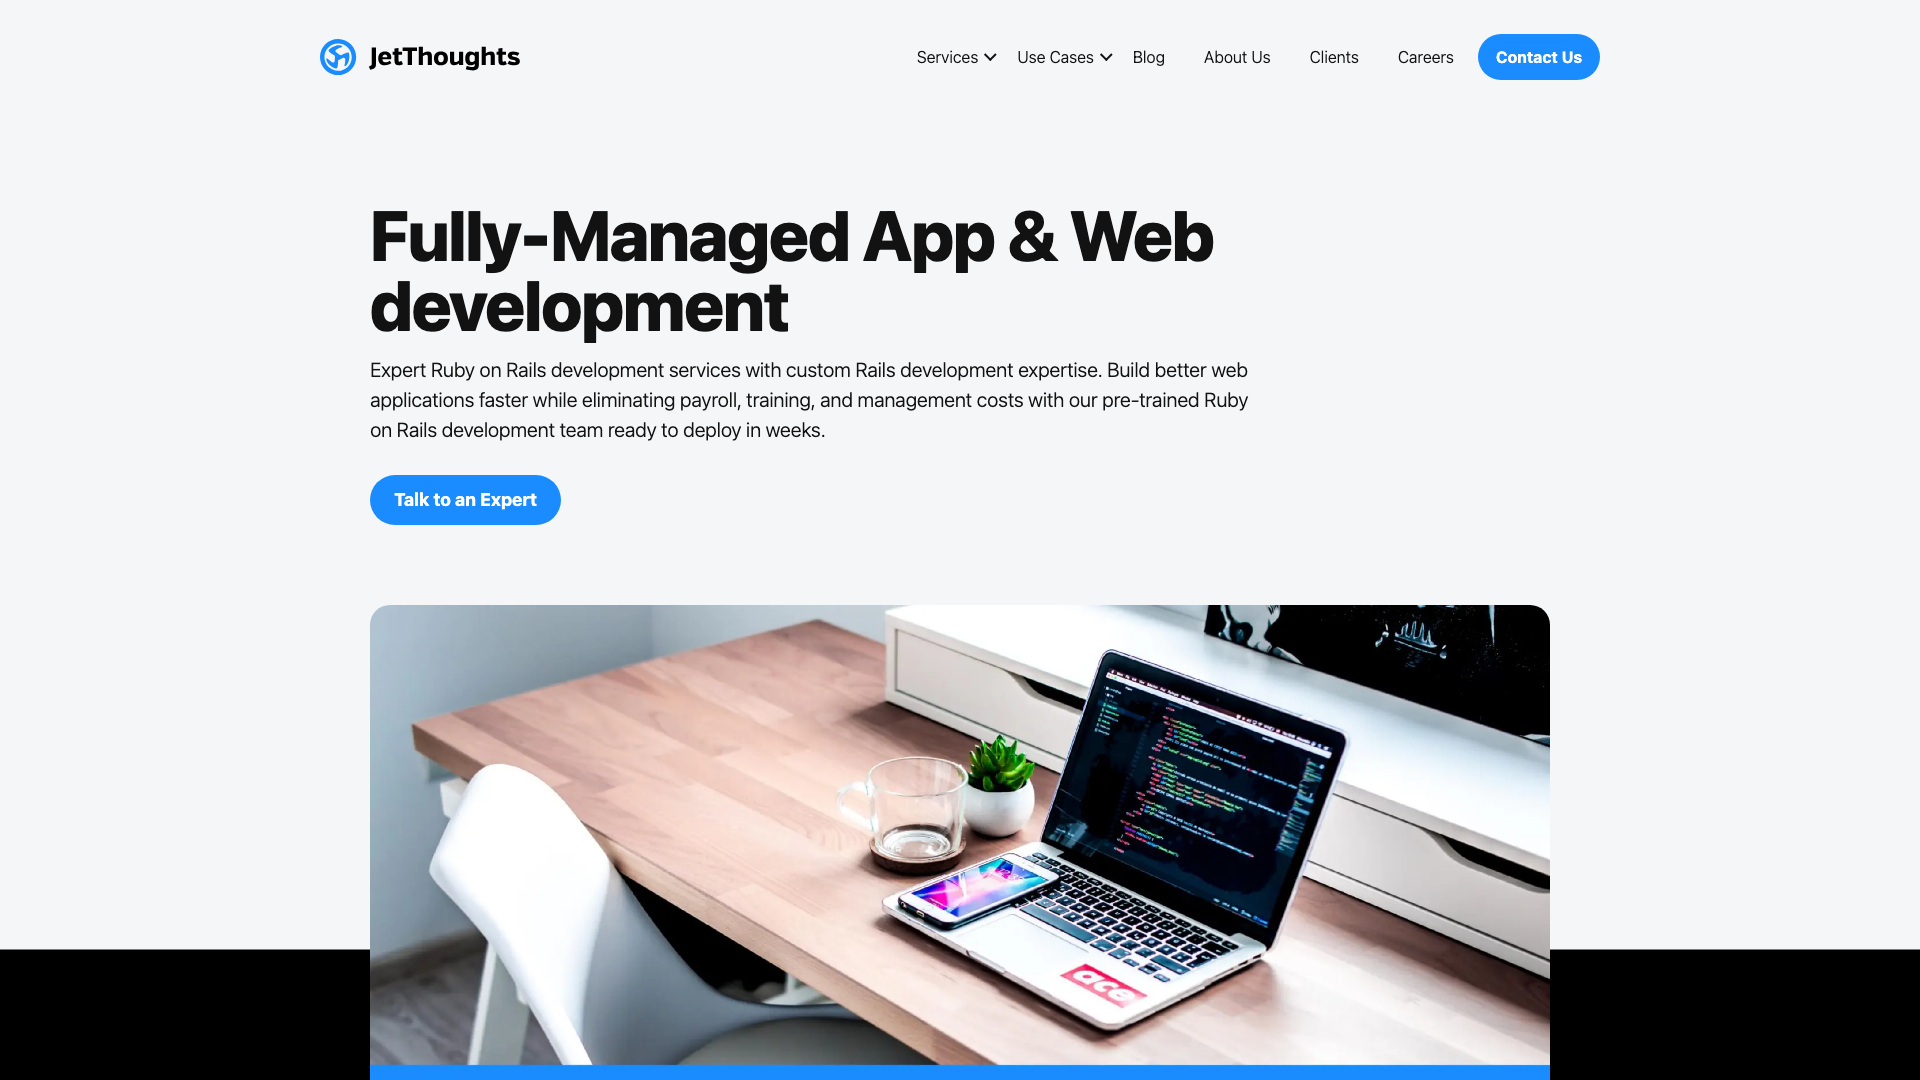 JetThoughts
Services
Use Cases
Blog
About Us
Clients
Careers
Contact Us
Fully-Managed App & Web
development
Expert Ruby on Rails development services with custom Rails development expertise. Build better web
applications faster while eliminating payroll, training, and management costs with our pre-trained Ruby
on Rails development team ready to deploy in weeks.
Talk to an Expert
ace